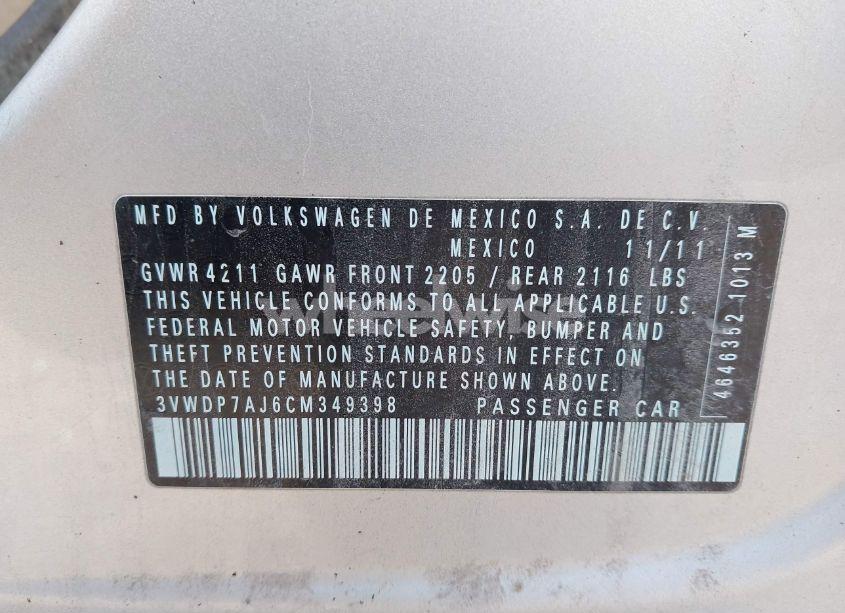 MFD BY VOLKSWAGEN DE MEXICO S.A. DE C.V.
MEXICO 11/11
GVWR 4211 GAWR FRONT 2205 / REAR 2116 LBS
THIS VEHICLE CONFORMS TO ALL APPLICABLE U.S.
FEDERAL MOTOR VEHICLE SAFETY, BUMPER AND
THEFT PREVENTION STANDARDS IN EFFECT ON
THE DATE OF MANUFACTURE SHOWN ABOVE.
3VWDP7AJ6CM349398 PASSENGER CAR
4646352 1013 M